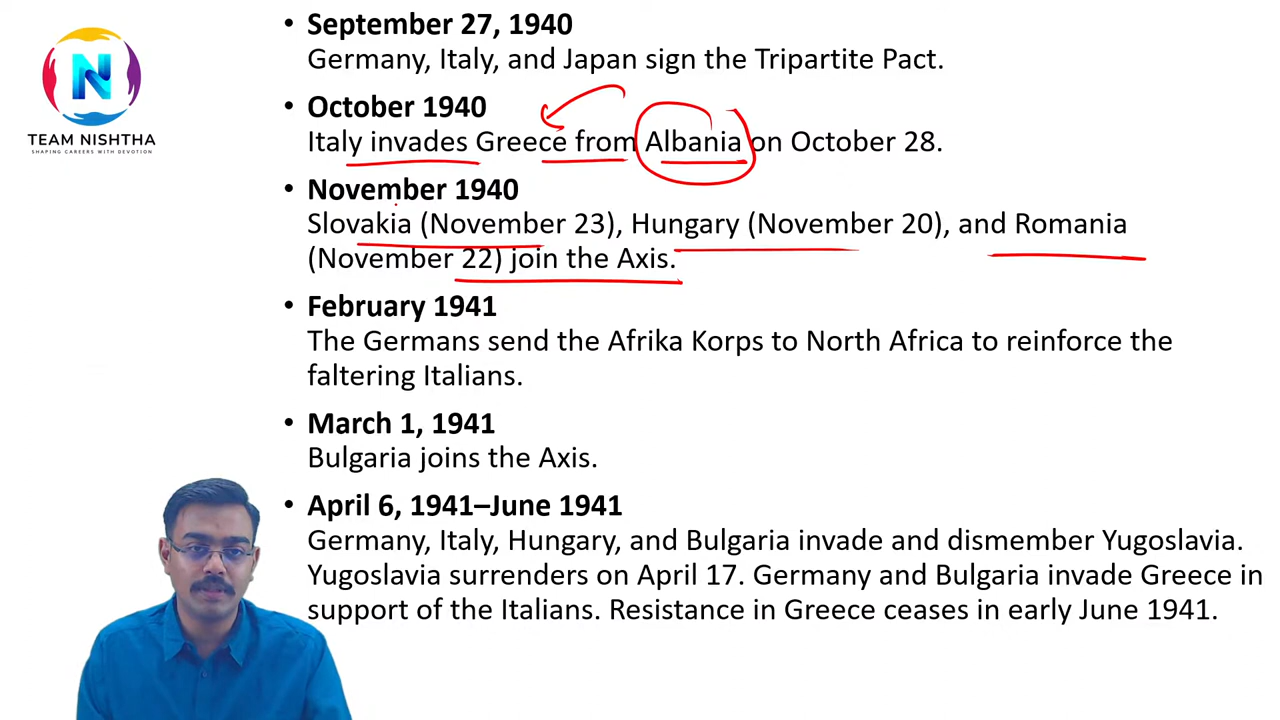 N
TEAM NISHTHA
SHAPING CAREERS WITH DEVOTION
• September 27, 1940
Germany, Italy, and Japan sign the Tripartite Pact.
• October 1940
Italy invades Greece from Albania on October 28.
• November 1940
Slovakia (November 23), Hungary (November 20), and Romania
(November 22) join the Axis.
• February 1941
The Germans send the Afrika Korps to North Africa to reinforce the
faltering Italians.
• March 1, 1941
Bulgaria joins the Axis.
• April 6, 1941–June 1941
Germany, Italy, Hungary, and Bulgaria invade and dismember Yugoslavia.
Yugoslavia surrenders on April 17. Germany and Bulgaria invade Greece in
support of the Italians. Resistance in Greece ceases in early June 1941.